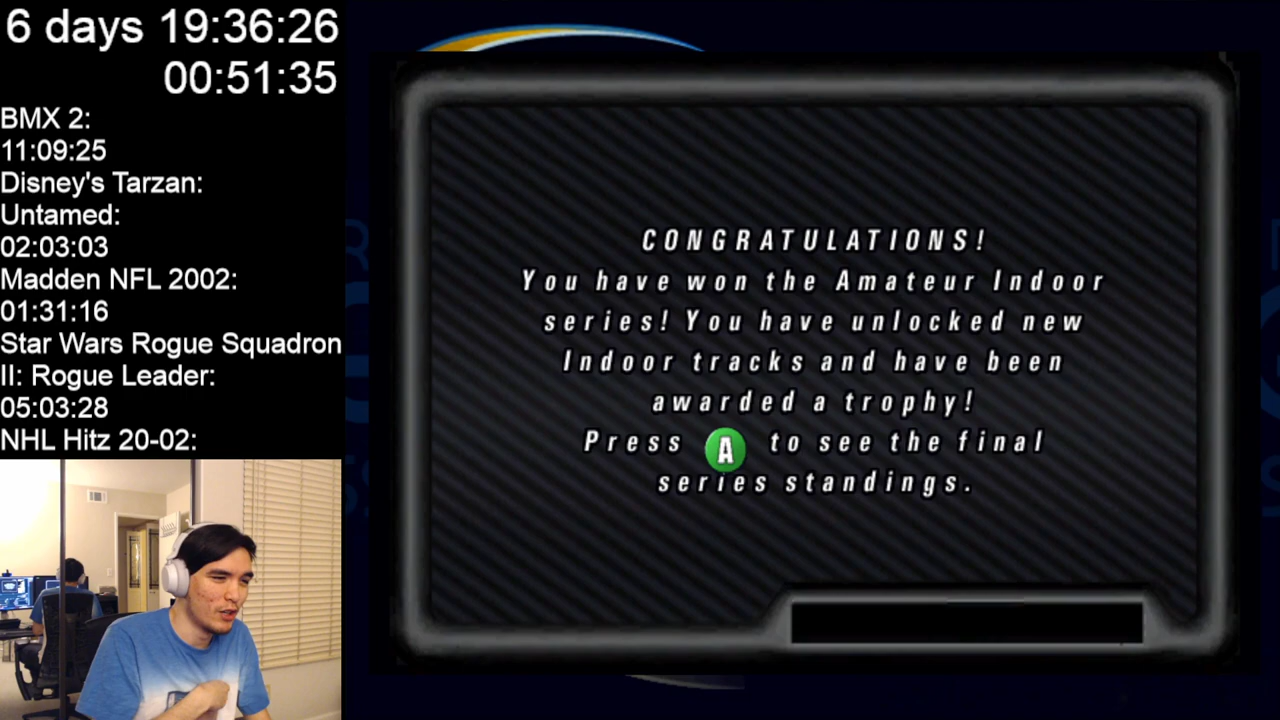 6 days 19:36:26
00:51:35
BMX 2:
11:09:25
Disney's Tarzan:
Untamed:
02:03:03
Madden NFL 2002:
01:31:16
Star Wars Rogue Squadron
II: Rogue Leader:
05:03:28
NHL Hitz 20-02:
CONGRATULATIONS!
You have won the Amateur Indoor
series! You have unlocked new
Indoor tracks and have been
awarded a trophy!
Press A to see the final
series standings.